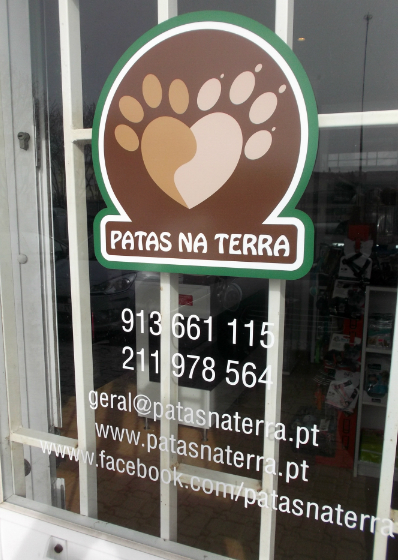 PATAS NA TERRA
913 661 115
211 978 564
geral@patasnaterra.pt
www.patasnaterra.pt
www.facebook.com/patasnaterra